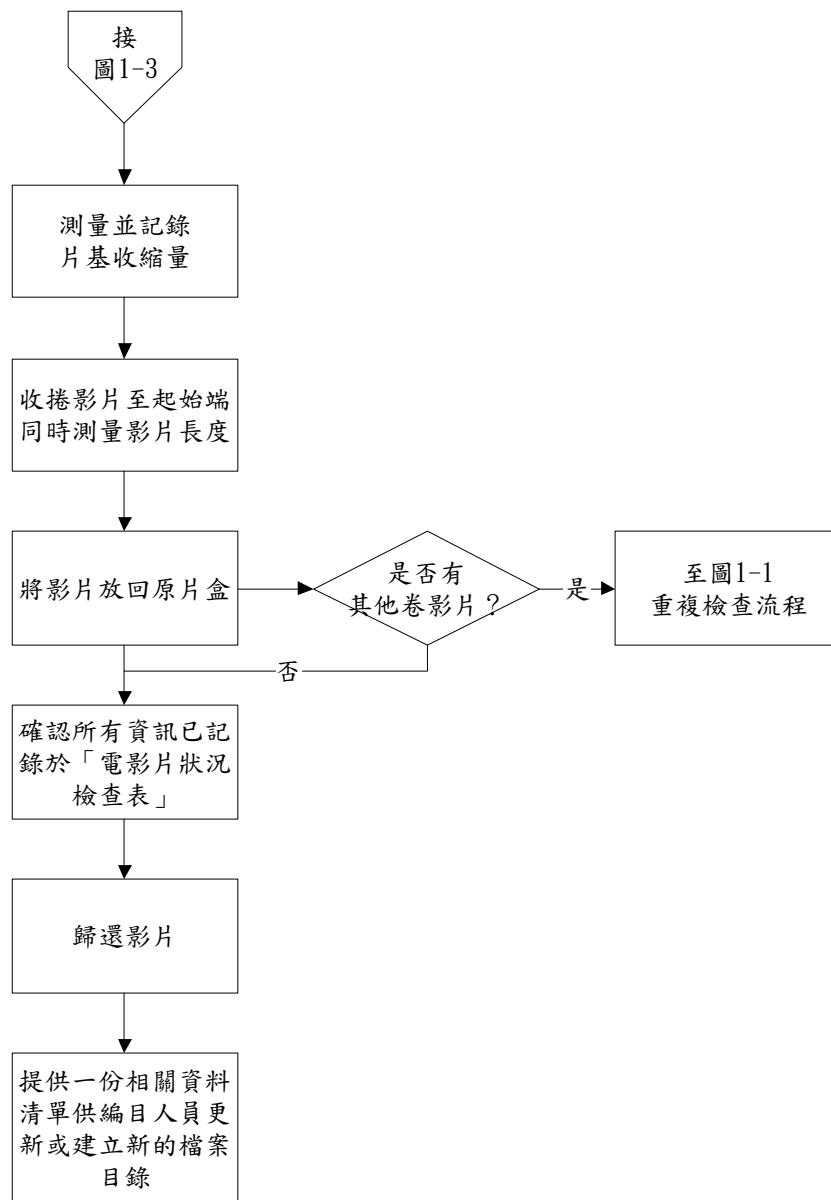 接
圖1-3
測量並記錄
片基收縮量
收捲影片至起始端
同時測量影片長度
將影片放回原片盒
是否有
其他卷影片？
是
至圖1-1
重複檢查流程
否
確認所有資訊已記
錄於「電影片狀況
檢查表」
歸還影片
提供一份相關資料
清單供編目人員更
新或建立新的檔案
目錄